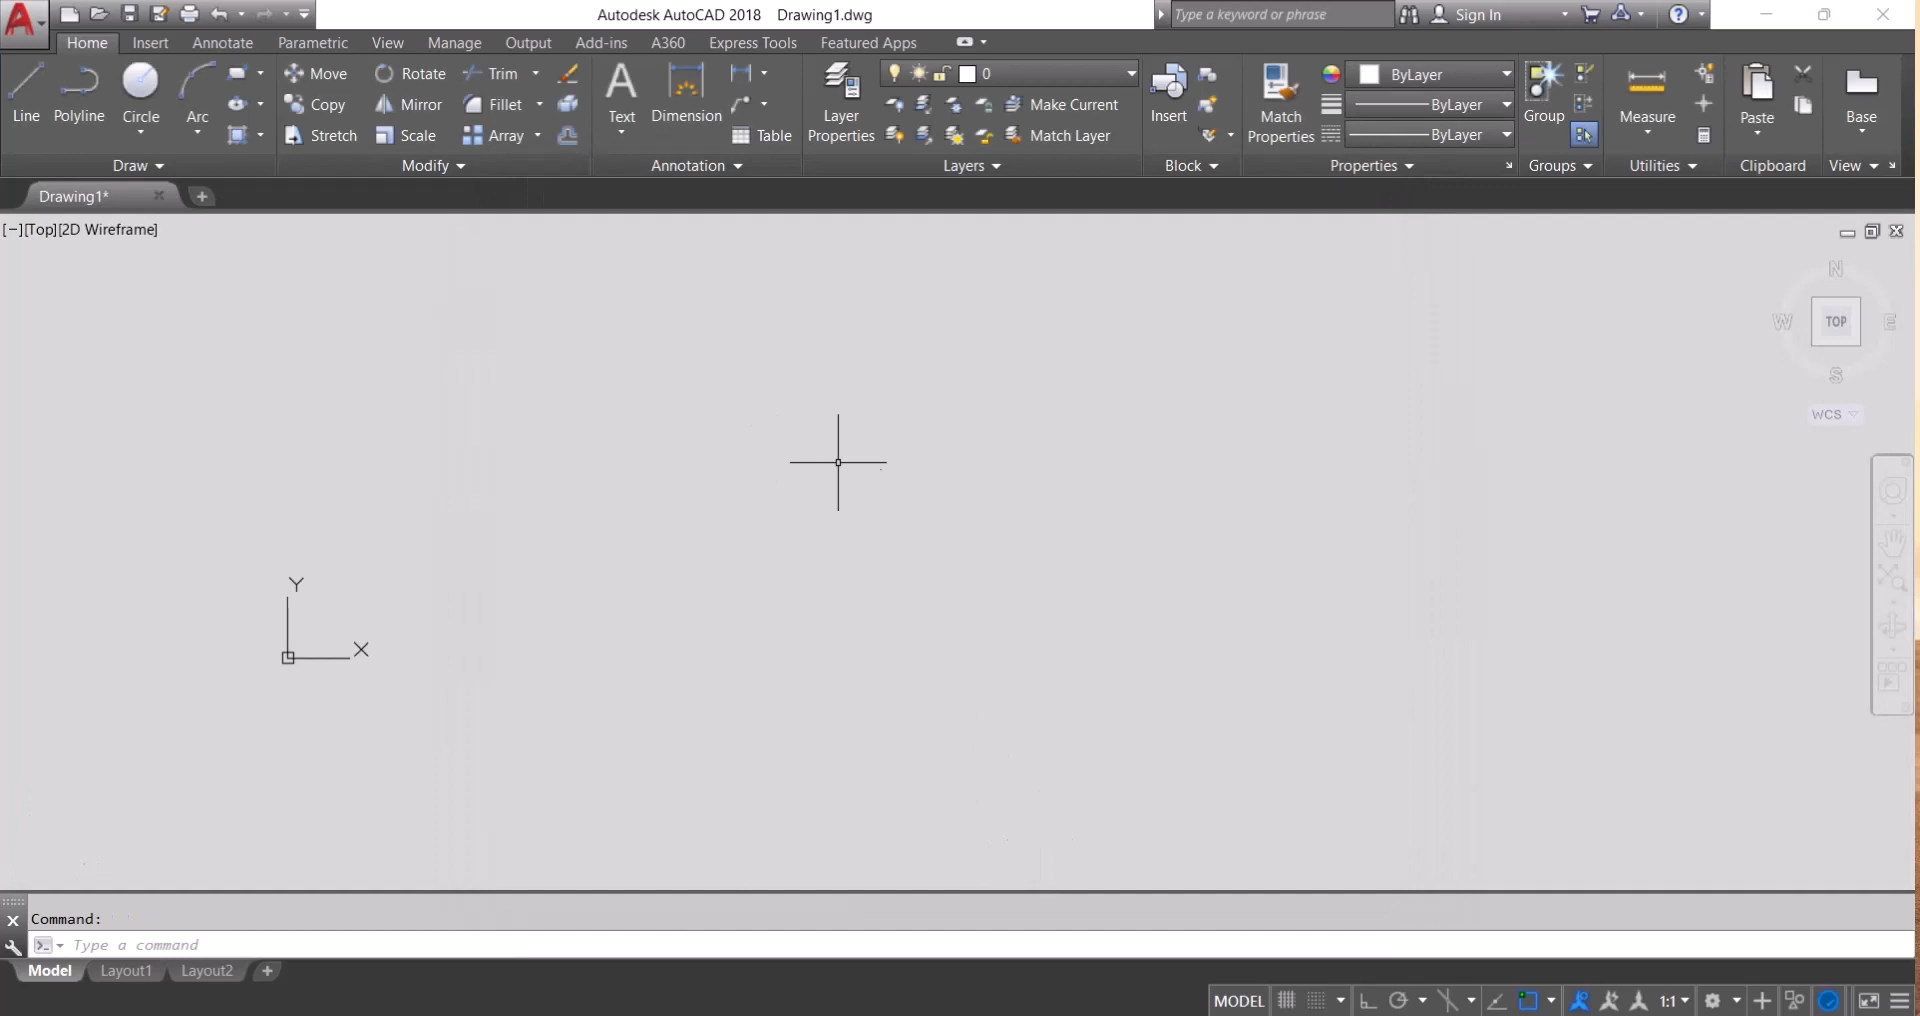 Autodesk AutoCAD 2018 Drawing1.dwg
Type a keyword or phrase
Sign In
Home Insert Annotate Parametric View Manage Output Add-ins A360 Express Tools Featured Apps
Line Polyline Circle Arc
Move Rotate Trim
Copy Mirror Fillet
Stretch Scale Array
Text Dimension
Table
Layer Properties
0
Make Current
Match Layer
Insert
Match Properties
ByLayer
ByLayer
ByLayer
Group
Measure
Paste
Base
Draw Modify Annotation Layers Block Properties Groups Utilities Clipboard View
Drawing1*
[−][Top][2D Wireframe]
N
W TOP E
S
WCS
Y
X
Command:
Type a command
Model Layout1 Layout2
MODEL 1:1